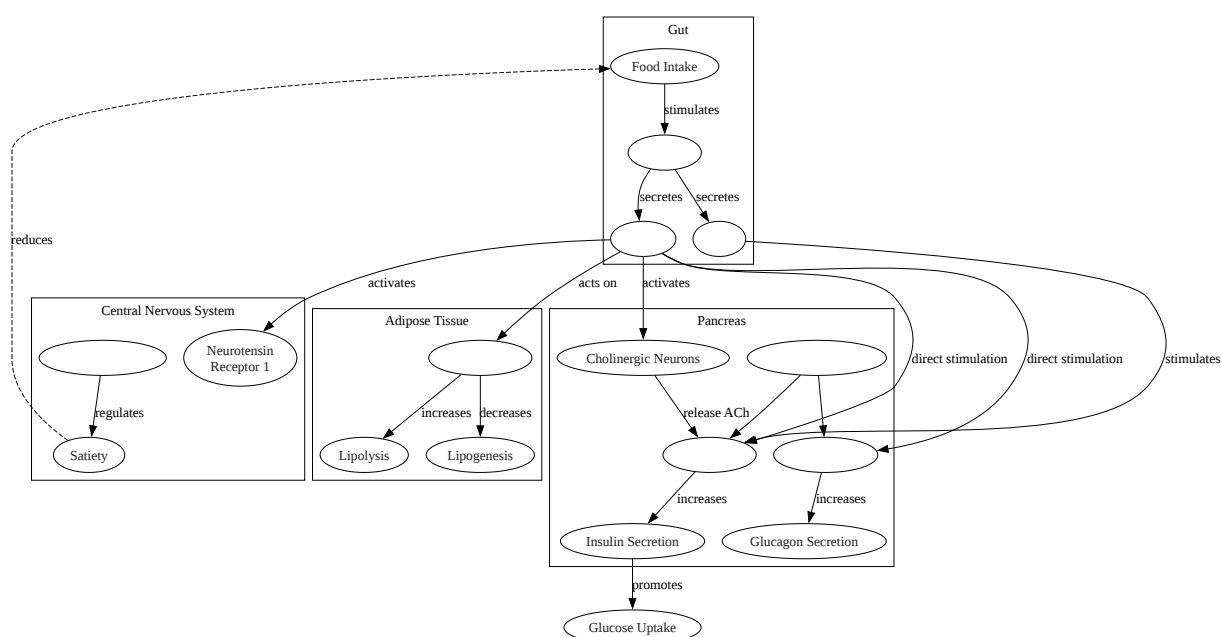 Gut
Food Intake
stimulates
secretes
secretes
reduces
activates
acts on
activates
Central Nervous System
Adipose Tissue
Pancreas
Neurotensin
Receptor 1
Cholinergic Neurons
direct stimulation
direct stimulation
stimulates
regulates
increases
decreases
release ACh
Satiety
Lipolysis
Lipogenesis
increases
increases
Insulin Secretion
Glucagon Secretion
promotes
Glucose Uptake